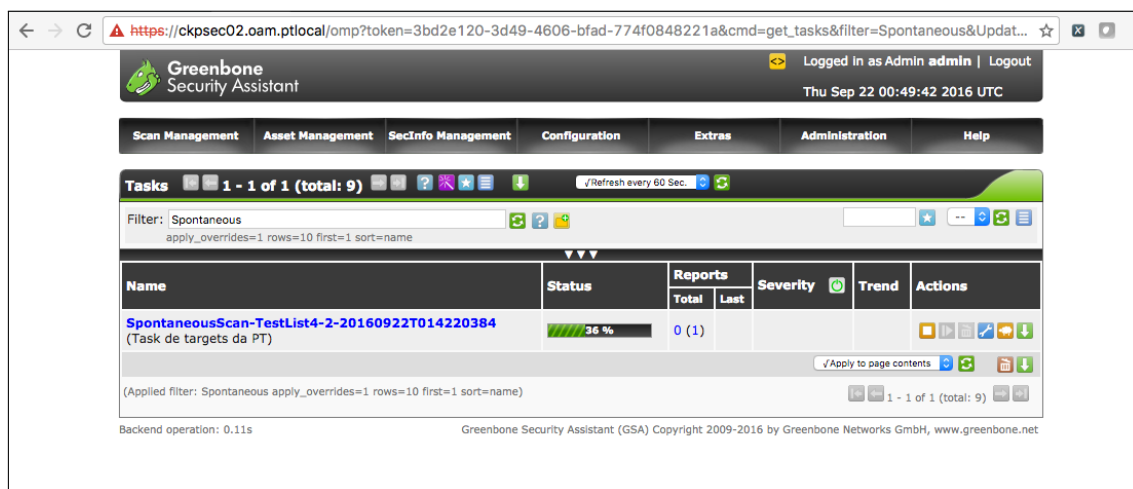 https://ckpsec02.oam.ptlocal/omp?token=3bd2e120-3d49-4606-bfad-774f0848221a&cmd=get_tasks&filter=Spontaneous&Updat...
Greenbone
Security Assistant
Logged in as Admin admin | Logout
Thu Sep 22 00:49:42 2016 UTC
Scan Management Asset Management SecInfo Management Configuration Extras Administration Help
Tasks 1 - 1 of 1 (total: 9) ? √Refresh every 60 Sec.
Filter: Spontaneous ? --
apply_overrides=1 rows=10 first=1 sort=name
Name Status Reports Severity Trend Actions
Total Last
SpontaneousScan-TestList4-2-20160922T014220384
(Task de targets da PT) 36 % 0 (1)
√Apply to page contents
(Applied filter: Spontaneous apply_overrides=1 rows=10 first=1 sort=name) 1 - 1 of 1 (total: 9)
Backend operation: 0.11s Greenbone Security Assistant (GSA) Copyright 2009-2016 by Greenbone Networks GmbH, www.greenbone.net